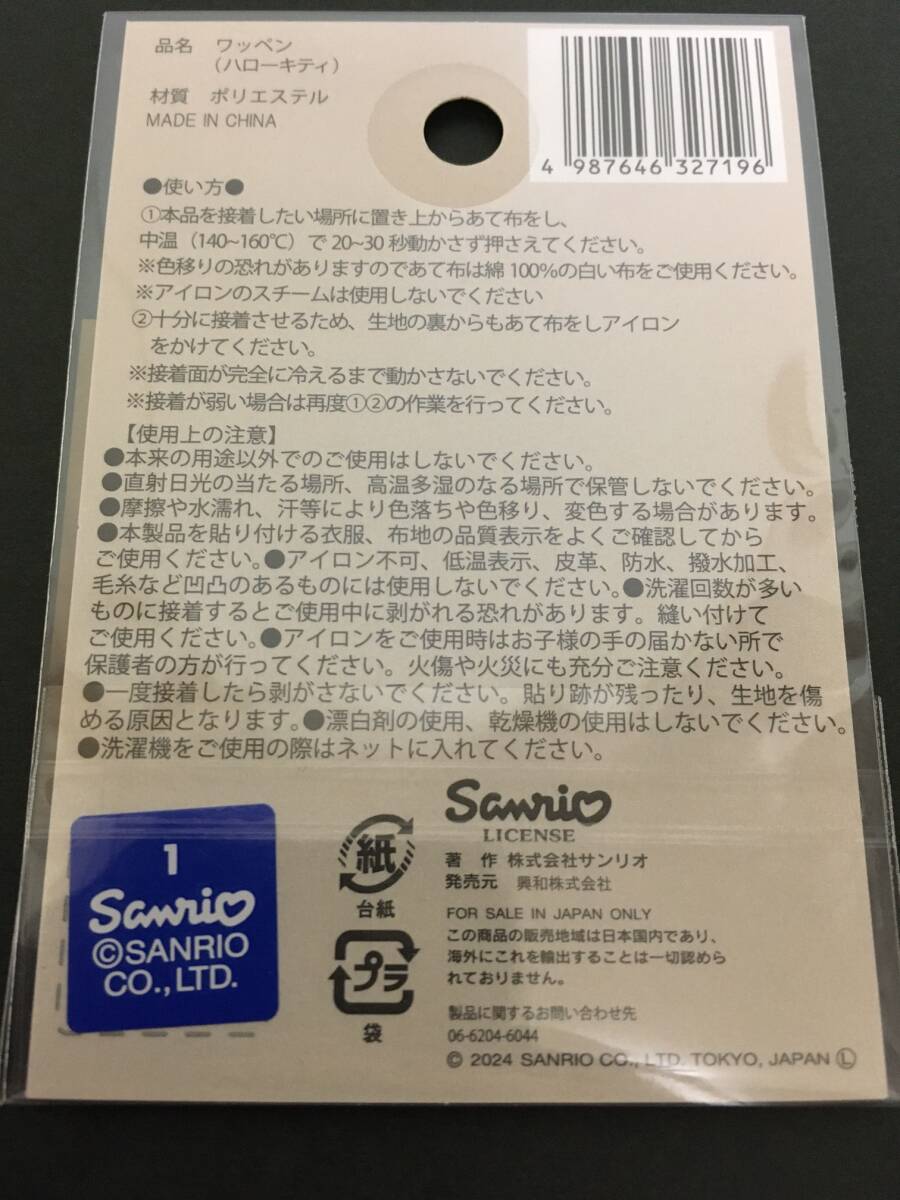 品名 ワッペン
(ハローキティ)
材質 ポリエステル
MADE IN CHINA
4 987646 327196
●使い方●
①本品を接着したい場所に置き上からあて布をし、
中温(140~160℃)で20~30秒動かさず押さえてください。
※色移りの恐れがありますのであて布は綿100%の白い布をご使用ください。
※アイロンのスチームは使用しないでください
②十分に接着させるため、生地の裏からもあて布をしアイロン
をかけてください。
※接着面が完全に冷えるまで動かさないでください。
※接着が弱い場合は再度①②の作業を行ってください。
【使用上の注意】
●本来の用途以外でのご使用はしないでください。
●直射日光の当たる場所、高温多湿のなる場所で保管しないでください。
●摩擦や水濡れ、汗等により色落ちや色移り、変色する場合があります。
●本製品を貼り付ける衣服、布地の品質表示をよくご確認してから
ご使用ください。●アイロン不可、低温表示、皮革、防水、撥水加工、
毛糸など凹凸のあるものには使用しないでください。●洗濯回数が多い
ものに接着するとご使用中に剥がれる恐れがあります。縫い付けて
ご使用ください。●アイロンをご使用時はお子様の手の届かない所で
保護者の方が行ってください。火傷や火災にも充分ご注意ください。
●一度接着したら剥がさないでください。貼り跡が残ったり、生地を傷
める原因となります。●漂白剤の使用、乾燥機の使用はしないでください。
●洗濯機をご使用の際はネットに入れてください。
1
Sanrio
©SANRIO
CO.,LTD.
紙
台紙
プラ
袋
Sanrio
LICENSE
著 作 株式会社サンリオ
発売元 興和株式会社
FOR SALE IN JAPAN ONLY
この商品の販売地域は日本国内であり、
海外にこれを輸出することは一切認めら
れておりません。
製品に関するお問い合わせ先
06-6204-6044
© 2024 SANRIO CO., LTD. TOKYO, JAPAN Ⓛ